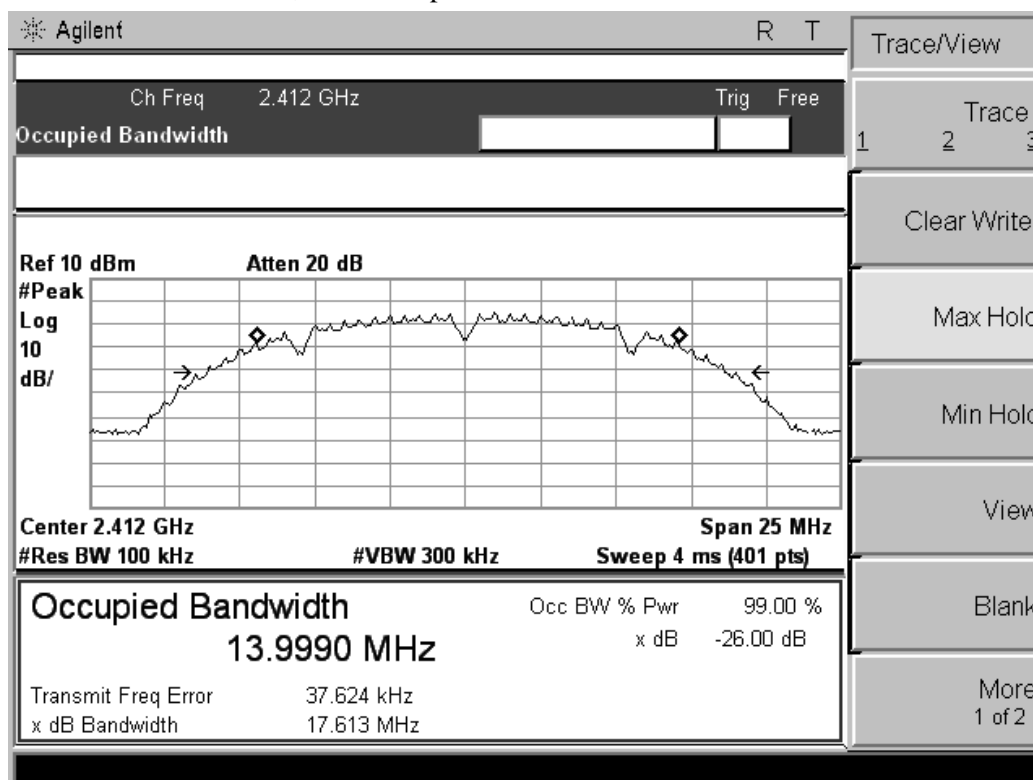 Agilent R T
Trace/View
Ch Freq 2.412 GHz Trig Free
Occupied Bandwidth
Trace
1 2 3
Clear Write
Max Hold
Min Hold
View
Blank
More
1 of 2
Ref 10 dBm Atten 20 dB
#Peak
Log
10
dB/
Center 2.412 GHz Span 25 MHz
#Res BW 100 kHz #VBW 300 kHz Sweep 4 ms (401 pts)
Occupied Bandwidth
13.9990 MHz
Occ BW % Pwr 99.00 %
x dB -26.00 dB
Transmit Freq Error 37.624 kHz
x dB Bandwidth 17.613 MHz